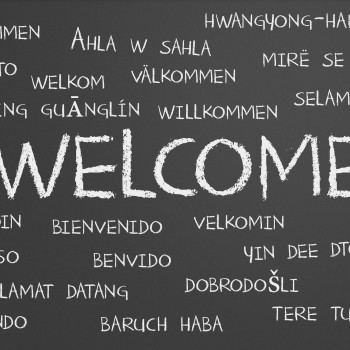 MMEN AHLA W SAHLA HWANGYONG-HA
TO WELKOM VÄLKOMMEN MIRË SE
NG GUĀNGLÍN WILLKOMMEN SELAM
WELCOME
DIN BIENVENIDO VELKOMIN
SO BENVIDO YIN DEE DTO
LAMAT DATANG DOBRODOŠLI
NDO BARUCH HABA TERE TU